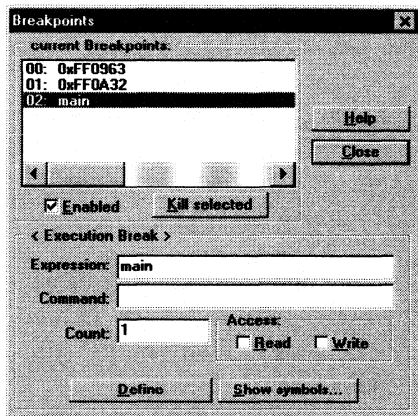 Breakpoints
current Breakpoints:
00: 0xFF0963
01: 0xFF0A32
02: main
Help
Close
Enabled
Kill selected
< Execution Break >
Expression: main
Command:
Count: 1
Access:
Read Write
Define
Show symbols...